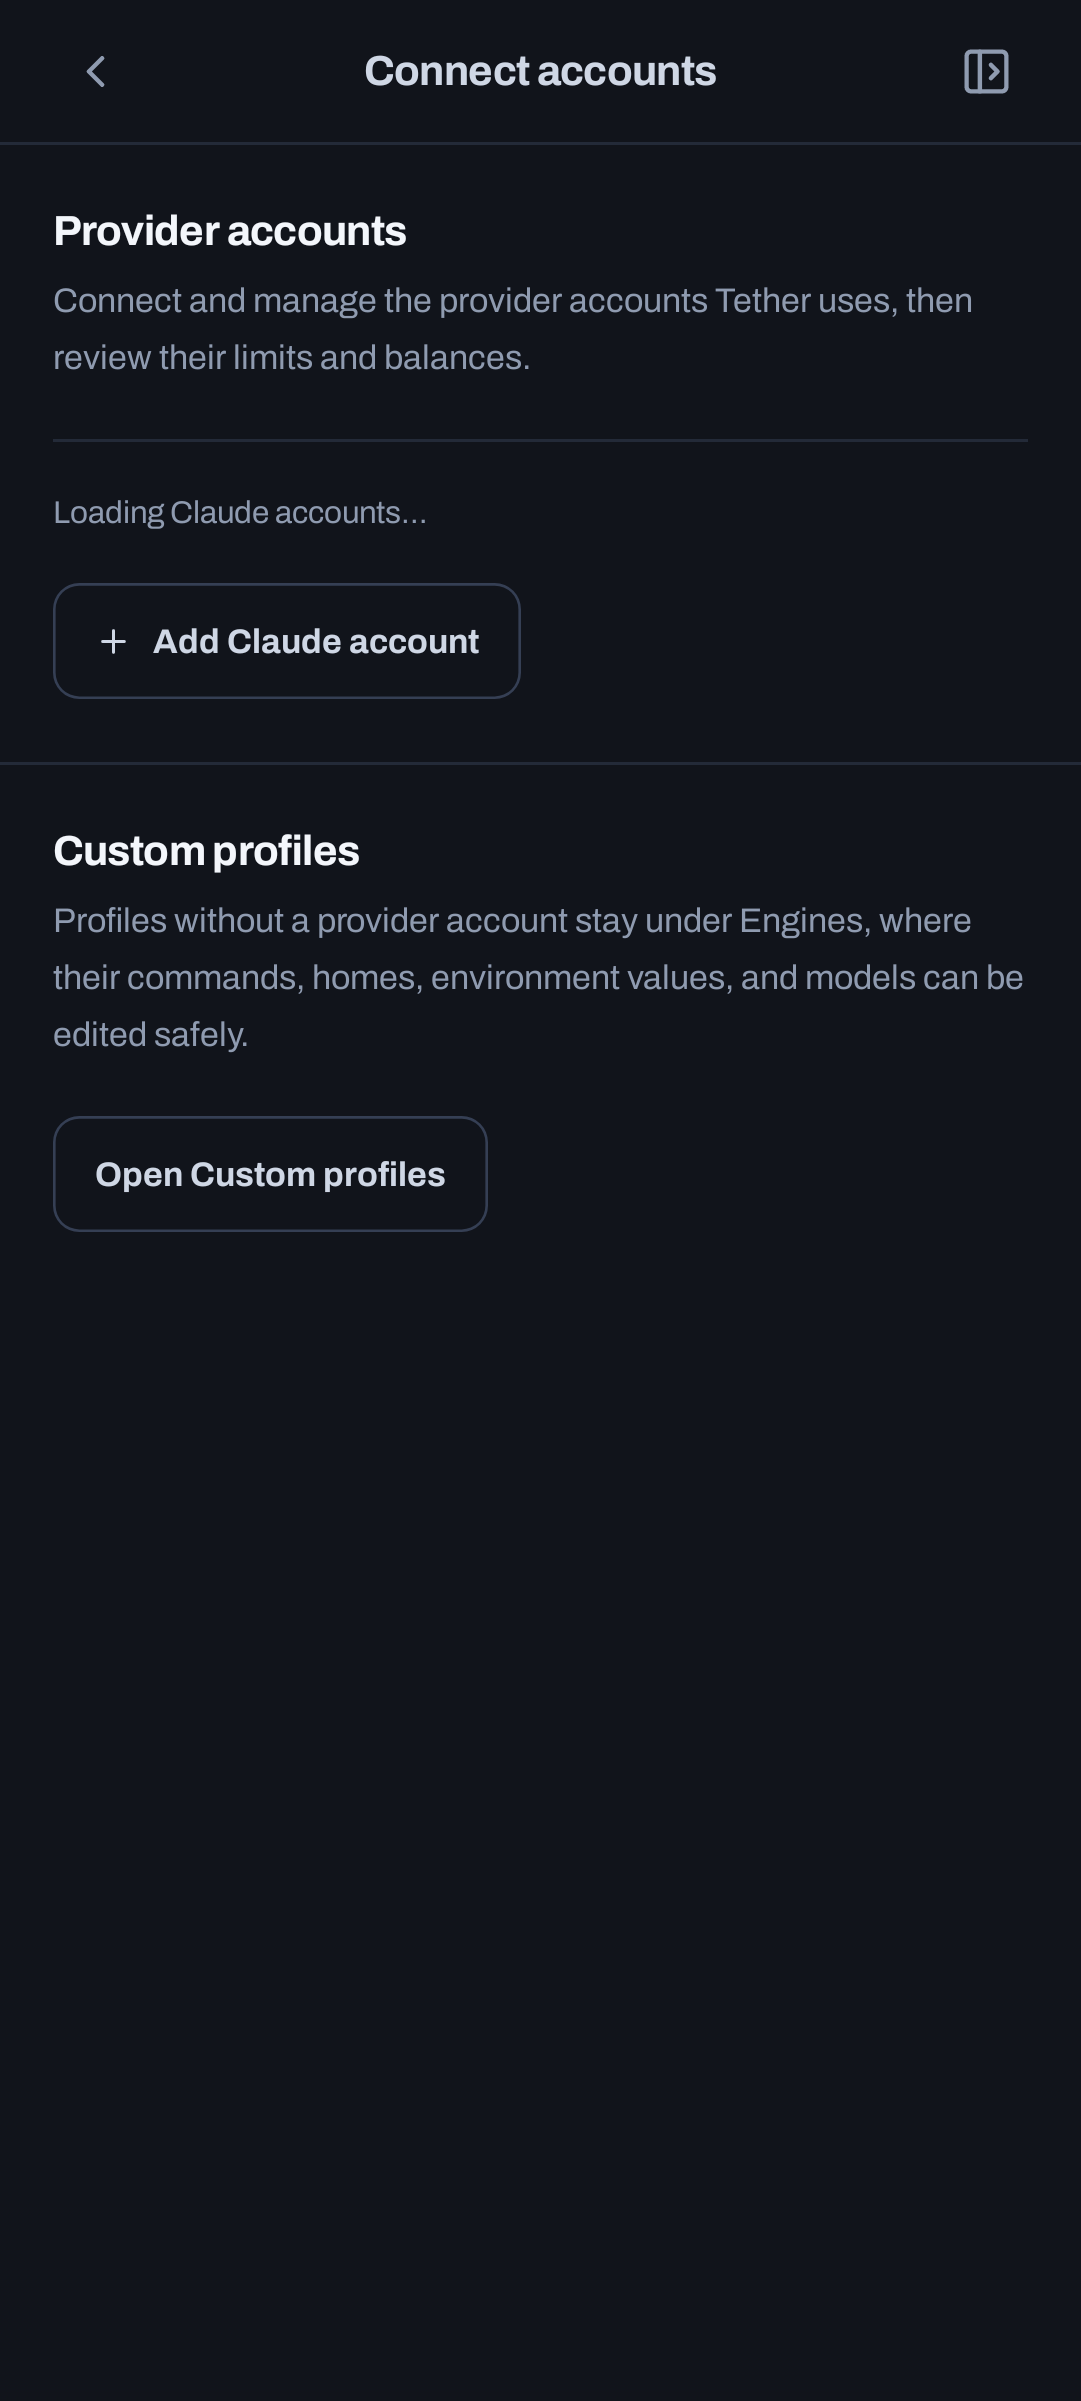 Connect accounts
Provider accounts
Connect and manage the provider accounts Tether uses, then
review their limits and balances.
Loading Claude accounts...
Add Claude account
Custom profiles
Profiles without a provider account stay under Engines, where
their commands, homes, environment values, and models can be
edited safely.
Open Custom profiles